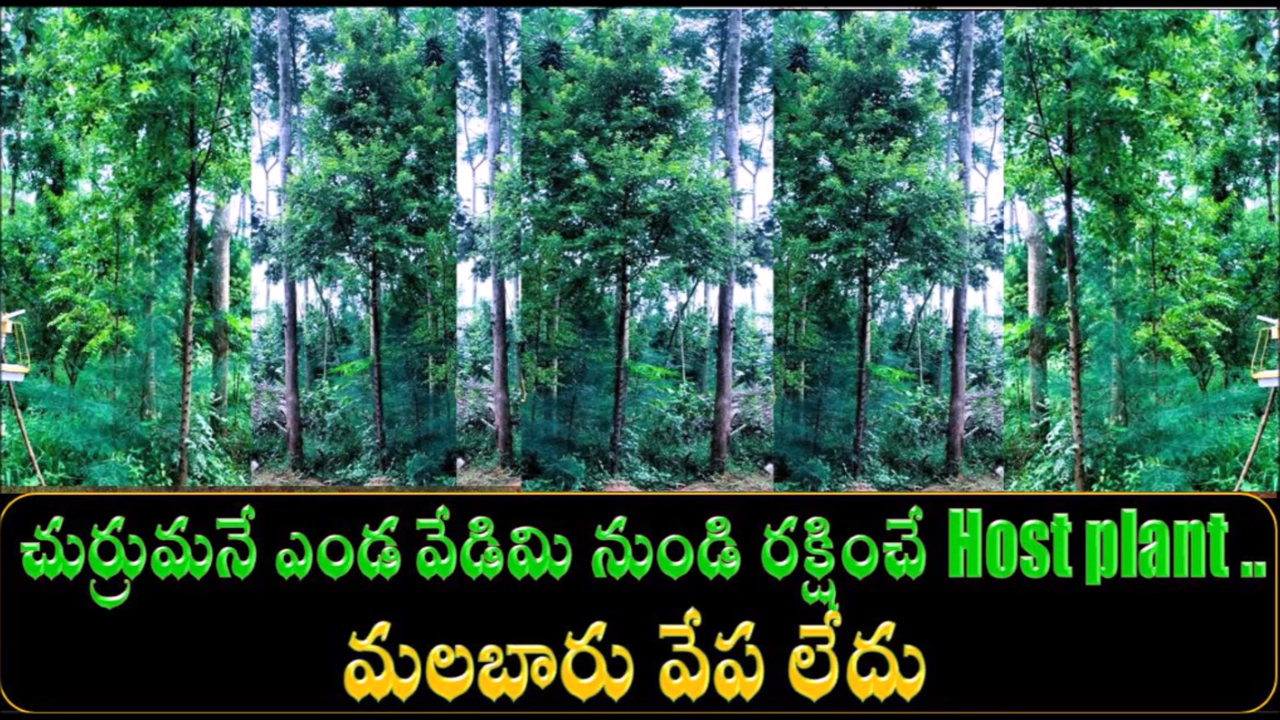 చుర్రుమనే ఎండ వేడిమి నుండి రక్షించే Host plant ..
మలబారు వేప లేదు